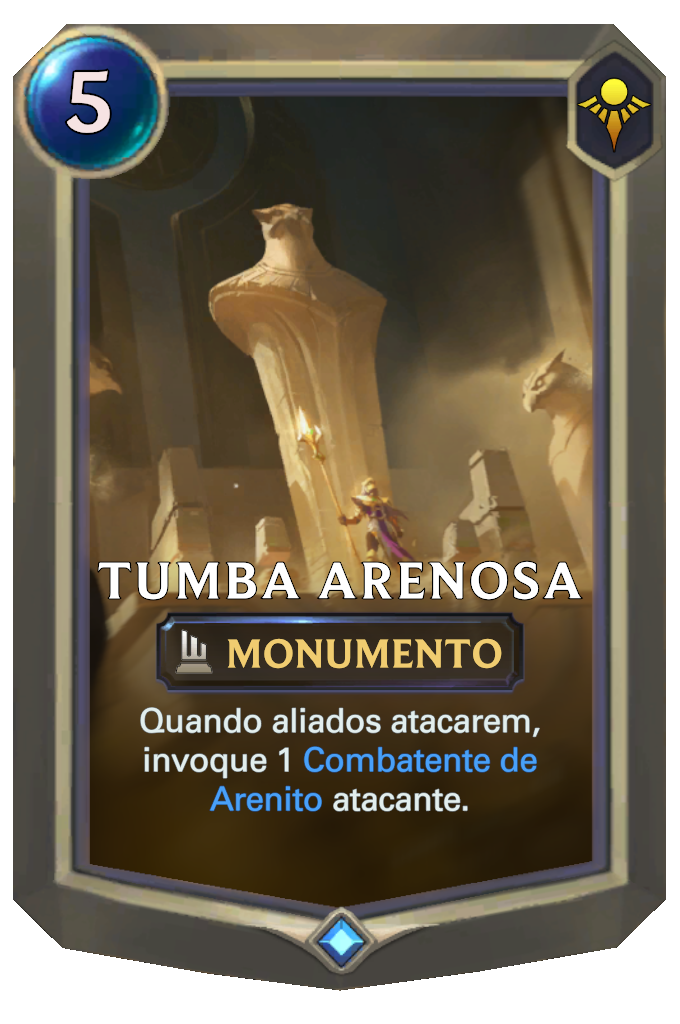 5
TUMBA ARENOSA
MONUMENTO
Quando aliados atacarem,
invoque 1 Combatente de
Arenito atacante.